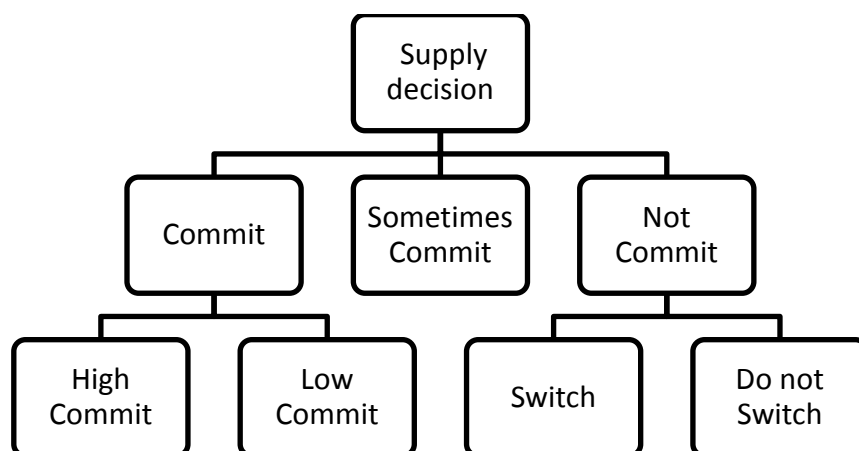 Supply
decision
Commit
Sometimes
Commit
Not
Commit
High
Commit
Low
Commit
Switch
Do not
Switch